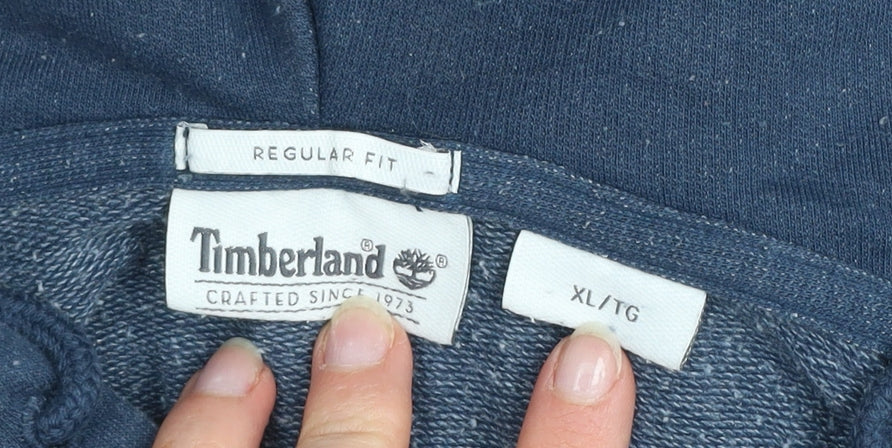 REGULAR FIT
Timberland®
®
CRAFTED SINCE 1973
XL/TG